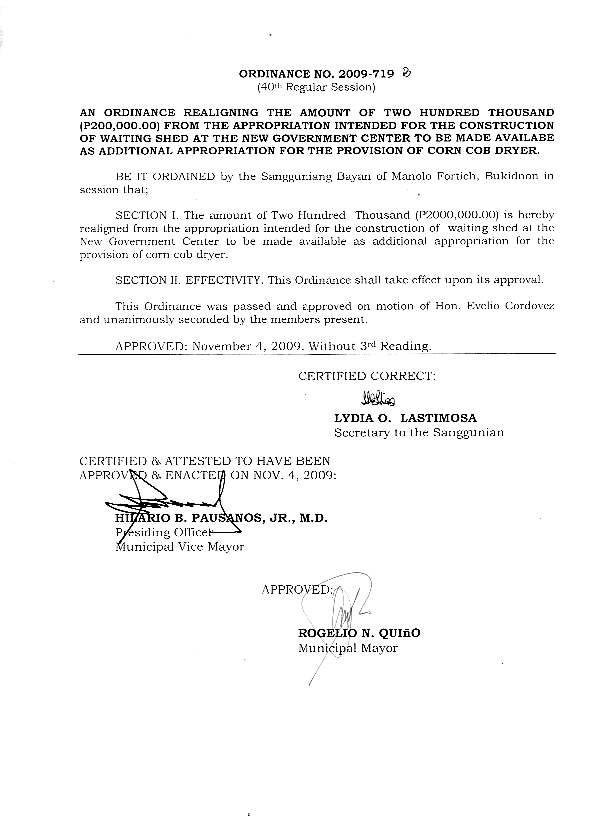 ORDINANCE NO. 2009-719
(40th Regular Session)
AN ORDINANCE REALIGNING THE AMOUNT OF TWO HUNDRED THOUSAND
(P200,000.00) FROM THE APPROPRIATION INTENDED FOR THE CONSTRUCTION
OF WAITING SHED AT THE NEW GOVERNMENT CENTER TO BE MADE AVAILABE
AS ADDITIONAL APPROPRIATION FOR THE PROVISION OF CORN COB DRYER.
BE IT ORDAINED by the Sangguniang Bayan of Manolo Fortich, Bukidnon in
session that;
SECTION I. The amount of Two Hundred Thousand (P2000,000.00) is hereby
realigned from the appropriation intended for the construction of waiting shed at the
New Government Center to be made available as additional appropriation for the
provision of corn cob dryer.
SECTION II. EFFECTIVITY. This Ordinance shall take effect upon its approval.
This Ordinance was passed and approved on motion of Hon. Evelio Cordovez
and unanimously seconded by the members present.
APPROVED: November 4, 2009. Without 3rd Reading.
CERTIFIED CORRECT:
LYDIA O. LASTIMOSA
Secretary to the Sanggunian
CERTIFIED & ATTESTED TO HAVE BEEN
APPROVED & ENACTED ON NOV. 4, 2009:
HILARIO B. PAUSANOS, JR., M.D.
Presiding Officer
Municipal Vice Mayor
APPROVED:
ROGELIO N. QUIñO
Municipal Mayor